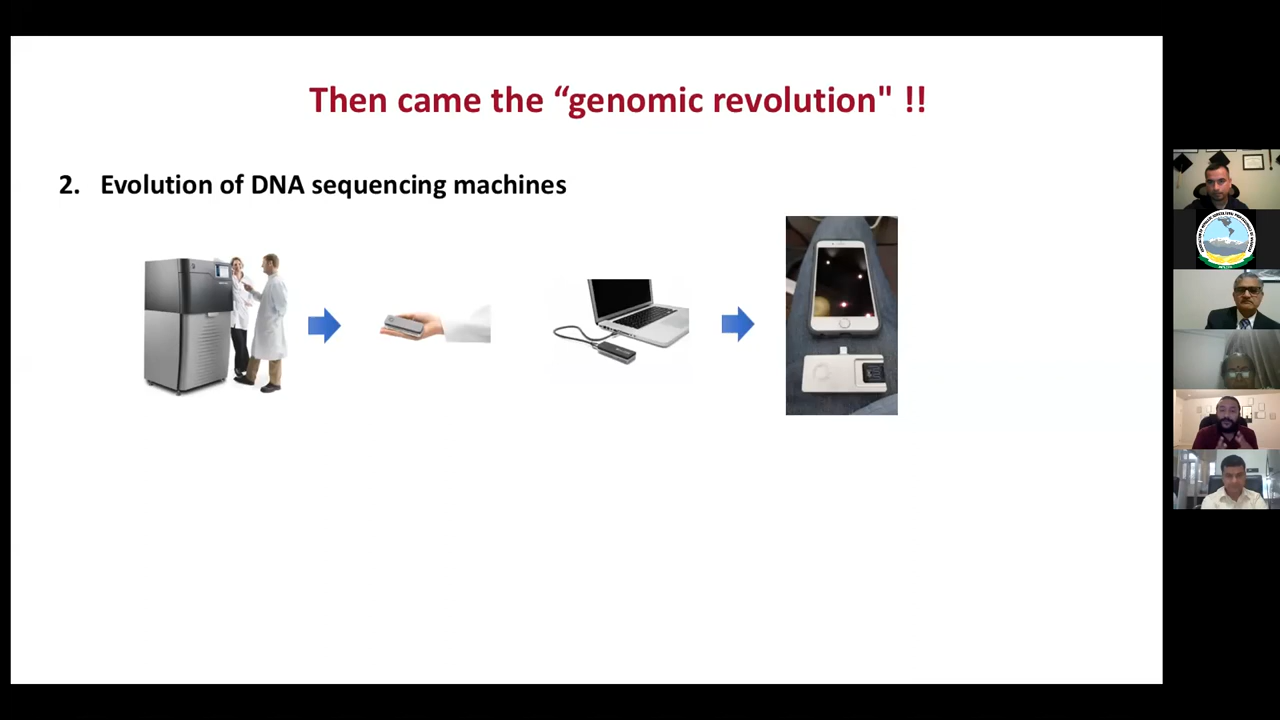 Then came the “genomic revolution" !!
2. Evolution of DNA sequencing machines